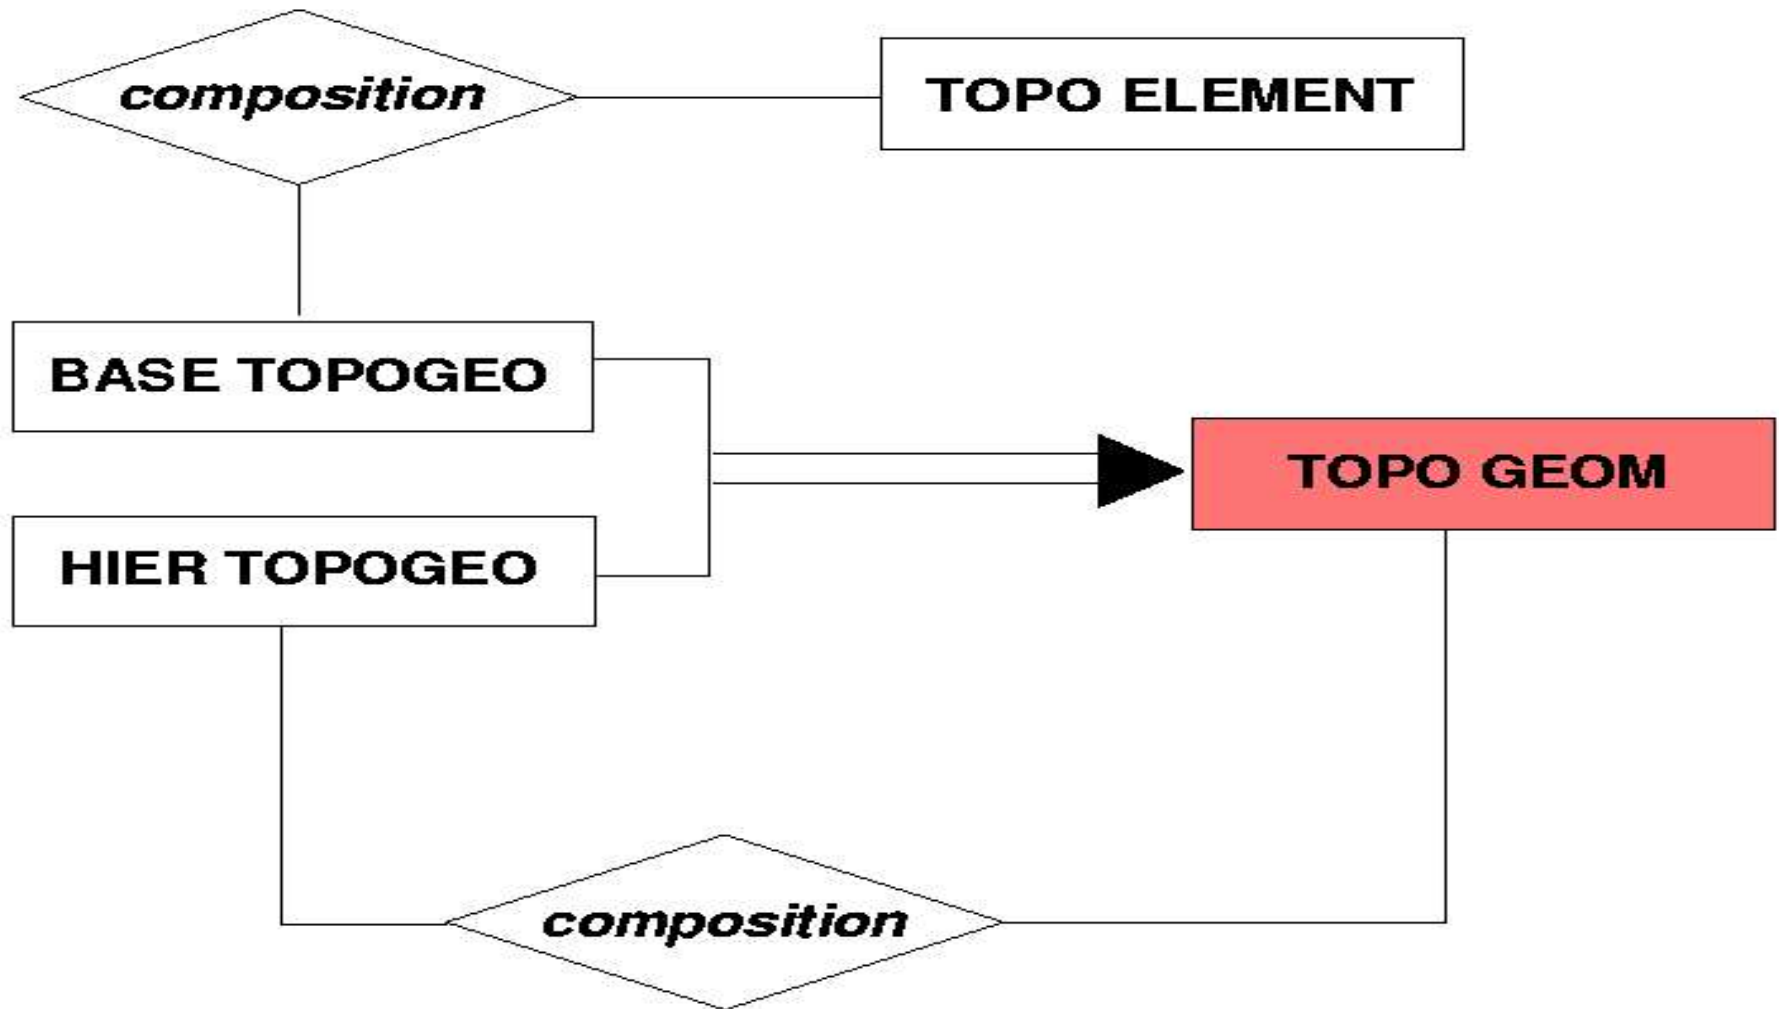 composition
TOPO ELEMENT
BASE TOPOGEO
TOPO GEOM
HIER TOPOGEO
composition